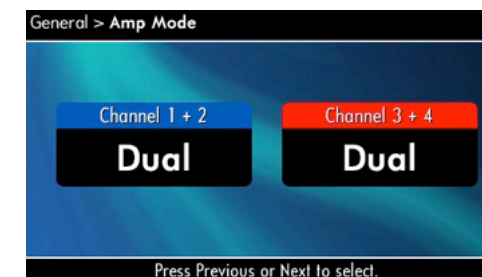 General > Amp Mode
Channel 1 + 2
Channel 3 + 4
Dual
Dual
Press Previous or Next to select.